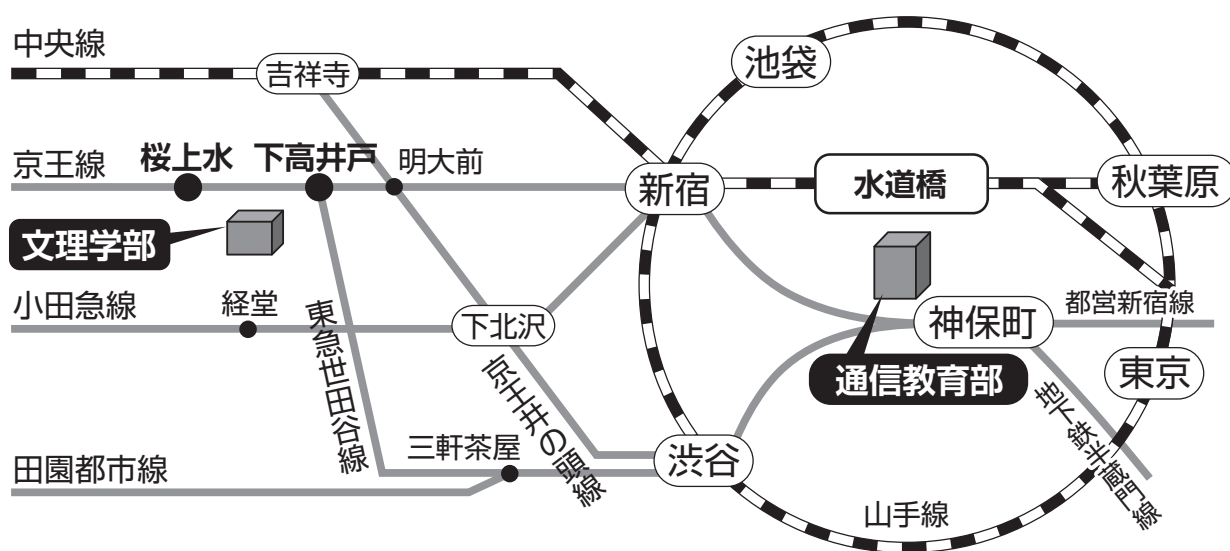 中央線
池袋
吉祥寺
京王線
桜上水
下高井戸
明大前
新宿
水道橋
秋葉原
文理学部
小田急線
経堂
下北沢
神保町
都営新宿線
東急世田谷線
京王井の頭線
通信教育部
東京
地下鉄半蔵門線
田園都市線
三軒茶屋
渋谷
山手線